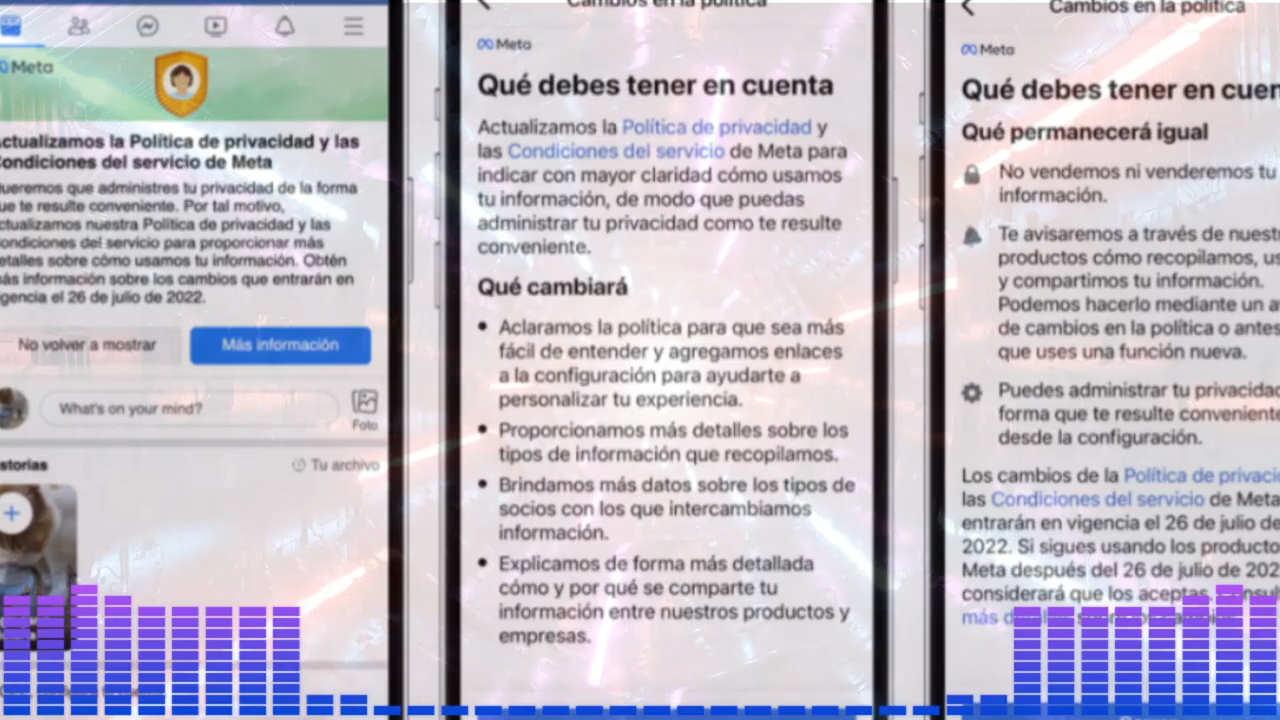 Meta
Actualizamos la Política de privacidad y las
Condiciones del servicio de Meta
Queremos que administres tu privacidad de la forma
que te resulte conveniente. Por tal motivo,
actualizamos nuestra Política de privacidad y las
Condiciones del servicio para proporcionar más
detalles sobre cómo usamos tu información. Obtén
más información sobre los cambios que entrarán en
vigencia el 26 de julio de 2022.
No volver a mostrar
Más información
What's on your mind?
Foto
storias
Tu archivo
Cambios en la política
Meta
Qué debes tener en cuenta
Actualizamos la Política de privacidad y
las Condiciones del servicio de Meta para
indicar con mayor claridad cómo usamos
tu información, de modo que puedas
administrar tu privacidad como te resulte
conveniente.
Qué cambiará
• Aclaramos la política para que sea más
fácil de entender y agregamos enlaces
a la configuración para ayudarte a
personalizar tu experiencia.
• Proporcionamos más detalles sobre los
tipos de información que recopilamos.
• Brindamos más datos sobre los tipos de
socios con los que intercambiamos
información.
• Explicamos de forma más detallada
cómo y por qué se comparte tu
información entre nuestros productos y
empresas.
Cambios en la política
Meta
Qué debes tener en cuen
Qué permanecerá igual
No vendemos ni venderemos tu
información.
Te avisaremos a través de nuest
productos cómo recopilamos, us
y compartimos tu información.
Podemos hacerlo mediante un a
de cambios en la política o antes
que uses una función nueva.
Puedes administrar tu privacidad
forma que te resulte conveniente
desde la configuración.
Los cambios de la Política de privaci
las Condiciones del servicio de Meta
entrarán en vigencia el 26 de julio de
2022. Si sigues usando los producto
Meta después del 26 de julio de 202
considerará que los aceptas.
más